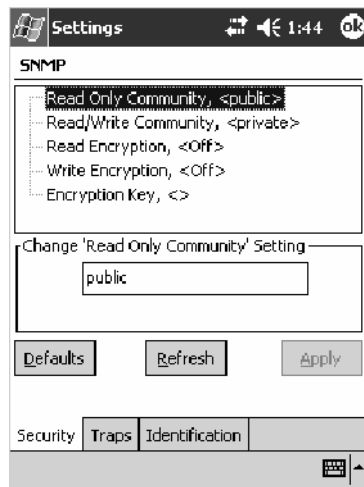 Settings 1:44 ok
SNMP
Read Only Community, <public>
Read/Write Community, <private>
Read Encryption, <Off>
Write Encryption, <Off>
Encryption Key, <>
Change 'Read Only Community' Setting
public
Defaults Refresh Apply
Security Traps Identification